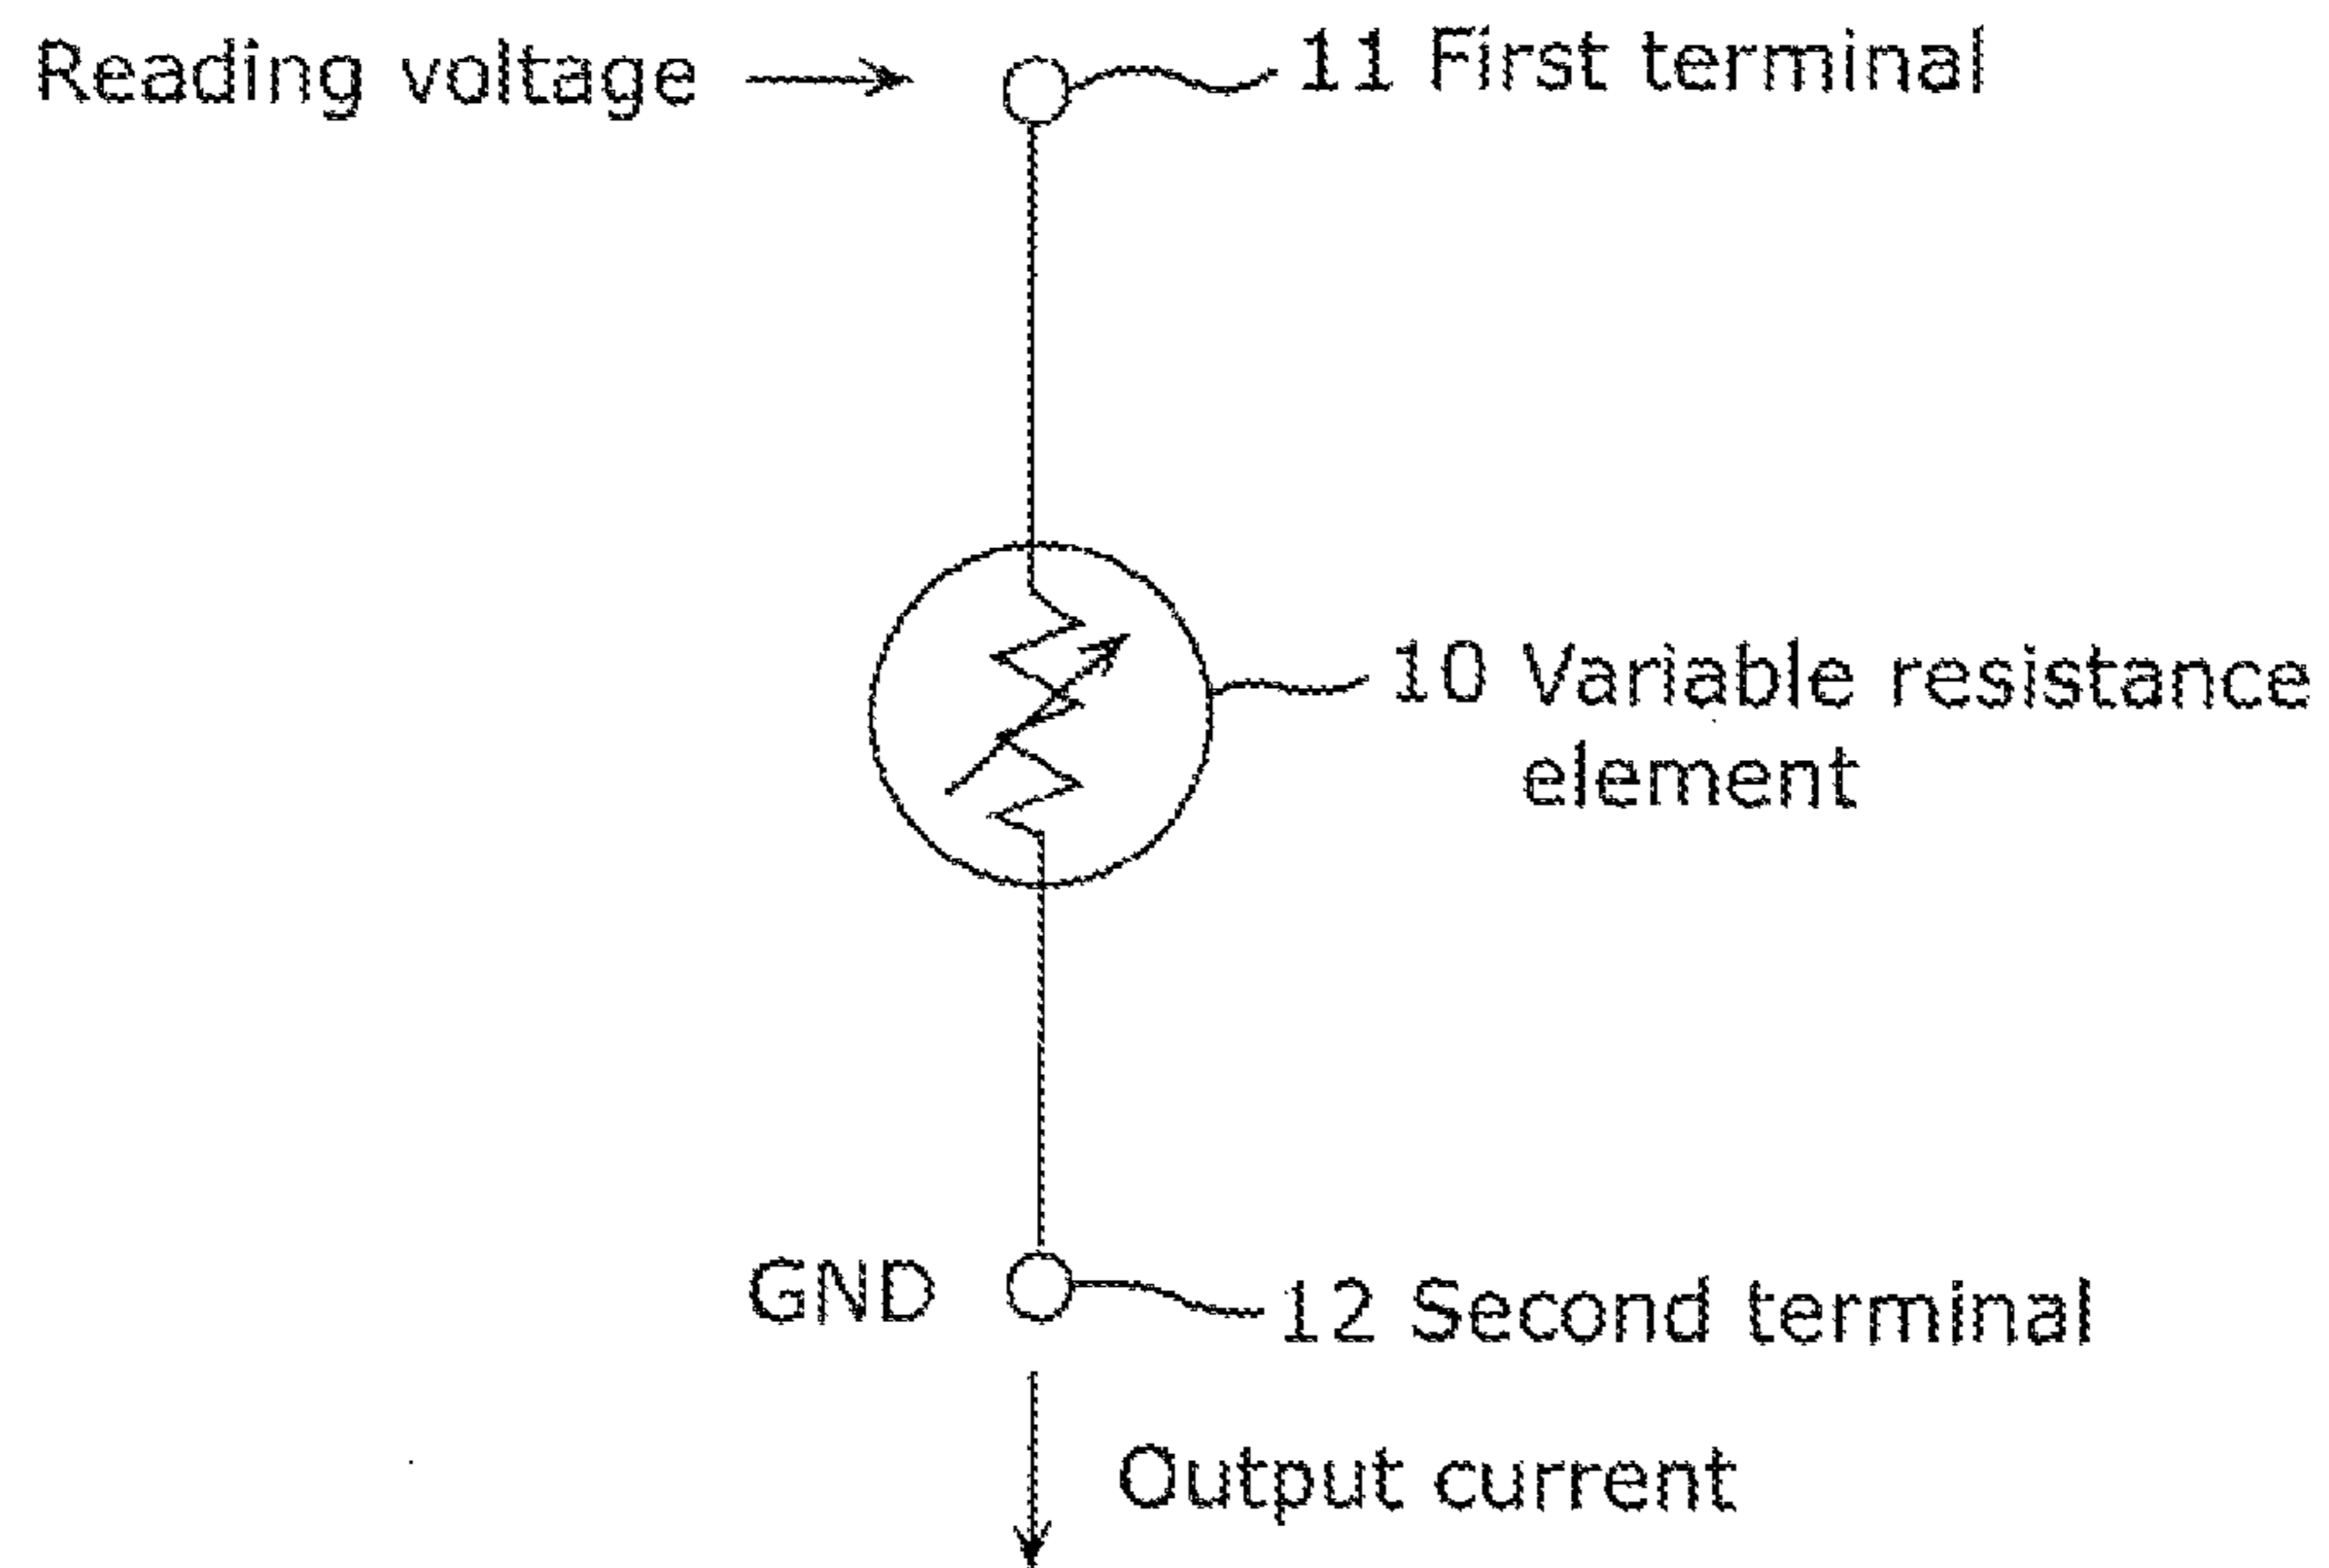 Reading voltage
11 First terminal
10 Variable resistance
element
GND
12 Second terminal
Output current